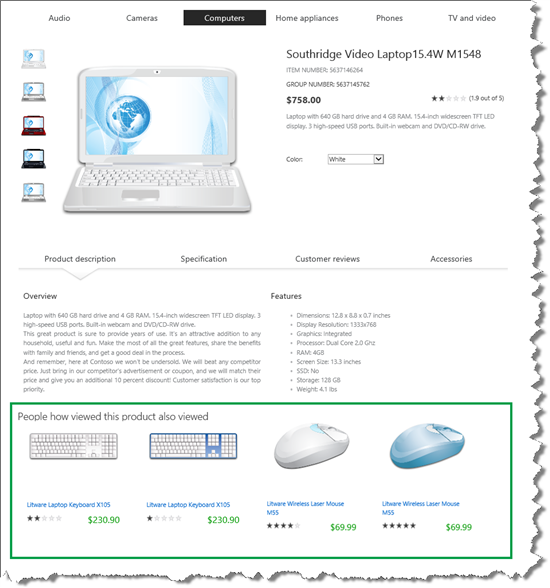 Audio Cameras Computers Home appliances Phones TV and video
Southridge Video Laptop15.4W M1548
ITEM NUMBER: 5637146264
GROUP NUMBER: 5637145762
$758.00 (1.9 out of 5)
Laptop with 640 GB hard drive and 4 GB RAM. 15.4-inch widescreen TFT LED
display. 3 high-speed USB ports. Built-in webcam and DVD/CD-RW drive.
Color: White
Product description Specification Customer reviews Accessories
Overview
Laptop with 640 GB hard drive and 4 GB RAM. 15.4-inch widescreen TFT LED display. 3
high-speed USB ports. Built-in webcam and DVD/CD-RW drive.
This great product is sure to provide years of use. It's an attractive addition to any
household, useful and fun. Make the most of all the great features, share the benefits
with family and friends, and get a good deal in the process.
And remember, here at Contoso we won't be undersold. We will beat any competitor
price. Just bring in our competitor's advertisement or coupon, and we will match their
price and give you an additional 10 percent discount! Customer satisfaction is our top
priority.
Features
Dimensions: 12.8 x 8.8 x 0.7 inches
Display Resolution: 1333x768
Graphics: Integrated
Processor: Dual Core 2.0 Ghz
RAM: 4GB
Screen Size: 13.3 inches
SSD: No
Storage: 128 GB
Weight: 4.1 lbs
People how viewed this product also viewed
Litware Laptop Keyboard X105
$230.90
Litware Laptop Keyboard X105
$230.90
Litware Wireless Laser Mouse
M55
$69.99
Litware Wireless Laser Mouse
M55
$69.99